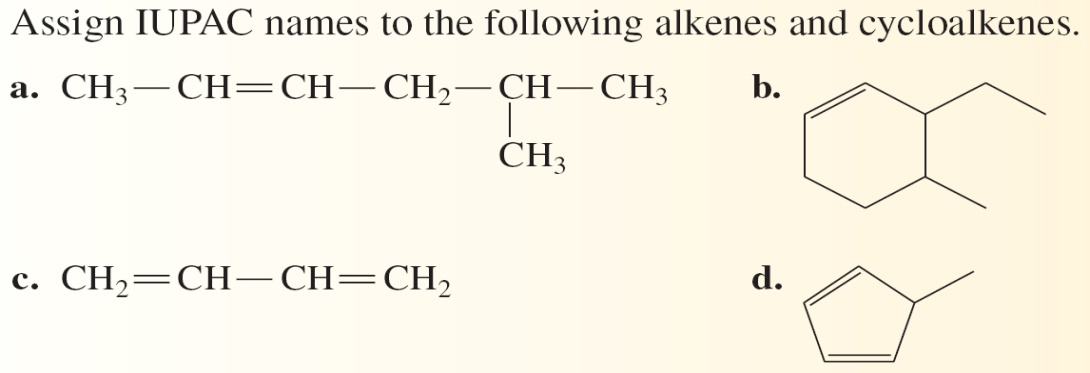 Assign IUPAC names to the following alkenes and cycloalkenes.
a. CH₃—CH=CH—CH₂—CH—CH₃ b.
CH₃
c. CH₂=CH—CH=CH₂ d.